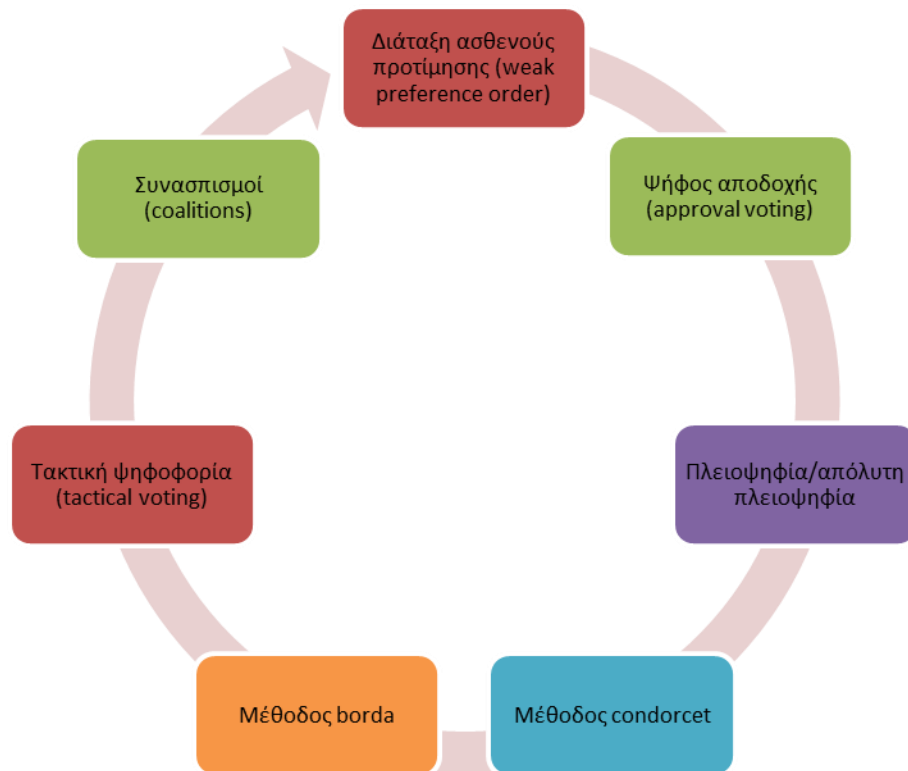 Διάταξη ασθενούς
προτίμησης (weak
preference order)
Ψήφος αποδοχής
(approval voting)
Πλειοψηφία/απόλυτη
πλειοψηφία
Μέθοδος condorcet
Μέθοδος borda
Τακτική ψηφοφορία
(tactical voting)
Συνασπισμοί
(coalitions)